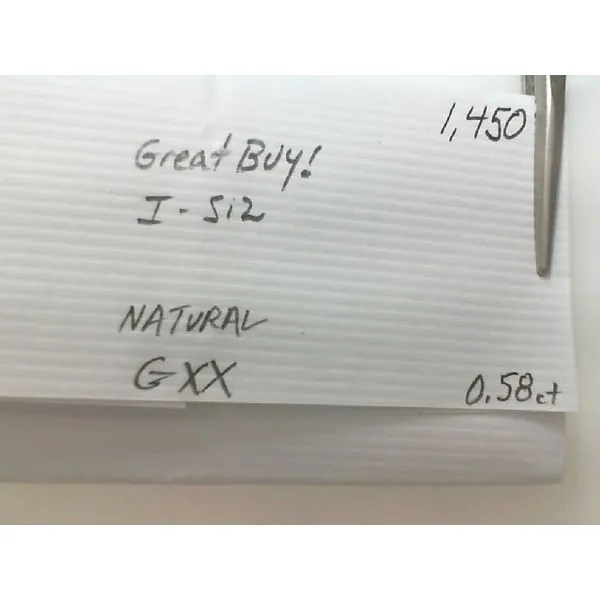 1,450
Great Buy!
I - Si2
NATURAL
GXX
0.58ct